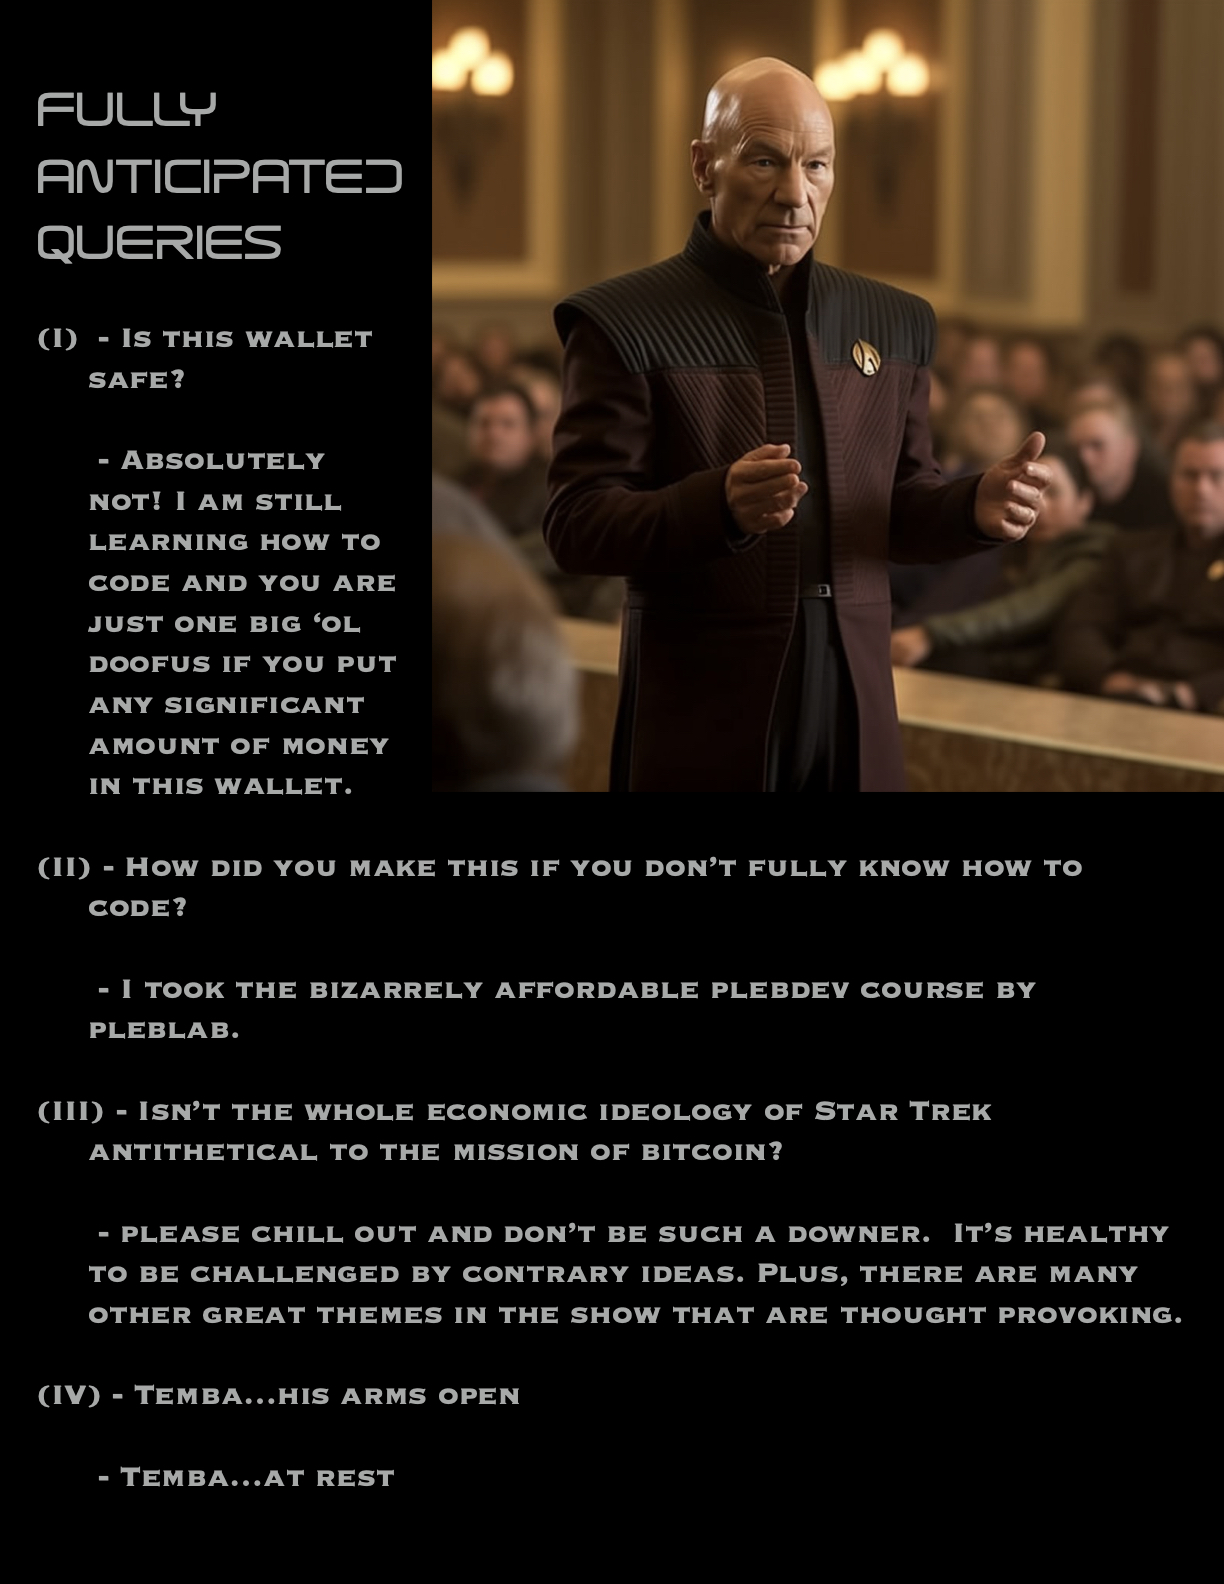 FULLY
ANTICIPATED
QUERIES
(I) - Is this wallet
safe?
- Absolutely
not! I am still
learning how to
code and you are
just one big ‘ol
doofus if you put
any significant
amount of money
in this wallet.
(II) - How did you make this if you don’t fully know how to
code?
- I took the bizarrely affordable plebdev course by
pleblab.
(III) - Isn’t the whole economic ideology of Star Trek
antithetical to the mission of bitcoin?
- please chill out and don’t be such a downer.  It’s healthy
to be challenged by contrary ideas. Plus, there are many
other great themes in the show that are thought provoking.
(IV) - Temba...his arms open
- Temba...at rest